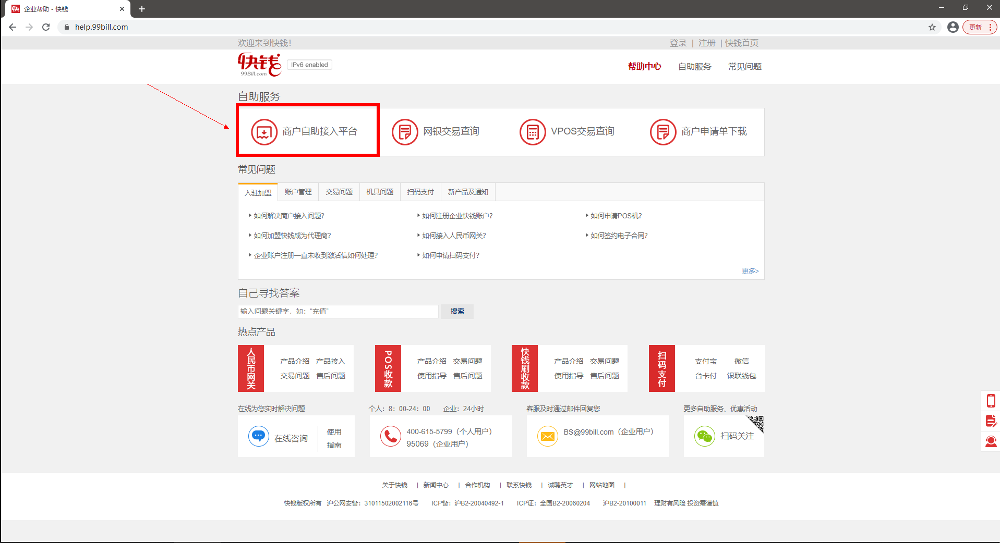 企业帮助 - 快钱
help.99bill.com
更新
欢迎来到快钱!
登录 | 注册 | 快钱首页
快钱
99Bill.com
IPv6 enabled
帮助中心 自助服务 常见问题
自助服务
商户自助接入平台 网银交易查询 VPOS交易查询 商户申请单下载
常见问题
入驻加盟 账户管理 交易问题 机具问题 扫码支付 新产品及通知
如何解决商户接入问题? 如何注册企业快钱账户? 如何申请POS机?
如何加盟快钱成为代理商? 如何接入人民币网关? 如何签约电子合同?
企业账户注册一直未收到激活信如何处理? 如何申请扫码支付?
更多>
自己寻找答案
输入问题关键字，如：“充值” 搜索
热点产品
人民币网关
产品介绍 产品接入
交易问题 售后问题
POS收款
产品介绍 交易问题
使用指导 售后问题
快钱刷收款
产品介绍 交易问题
使用指导 售后问题
扫码支付
支付宝 微信
台卡付 银联钱包
在线为您实时解决问题
在线咨询
使用
指南
个人：8：00-24：00 企业：24小时
400-615-5799（个人用户）
95069（企业用户）
客服及时通过邮件回复您
BS@99bill.com（企业用户）
更多自助服务、优惠活动
扫码关注
关于快钱 | 新闻中心 | 合作机构 | 联系快钱 | 诚聘英才 | 网站地图 |
快钱版权所有 沪公网安备：31011502002116号 ICP备：沪B2-20040492-1 ICP证：全国B2-20060204 沪B2-20100011 理财有风险 投资需谨慎